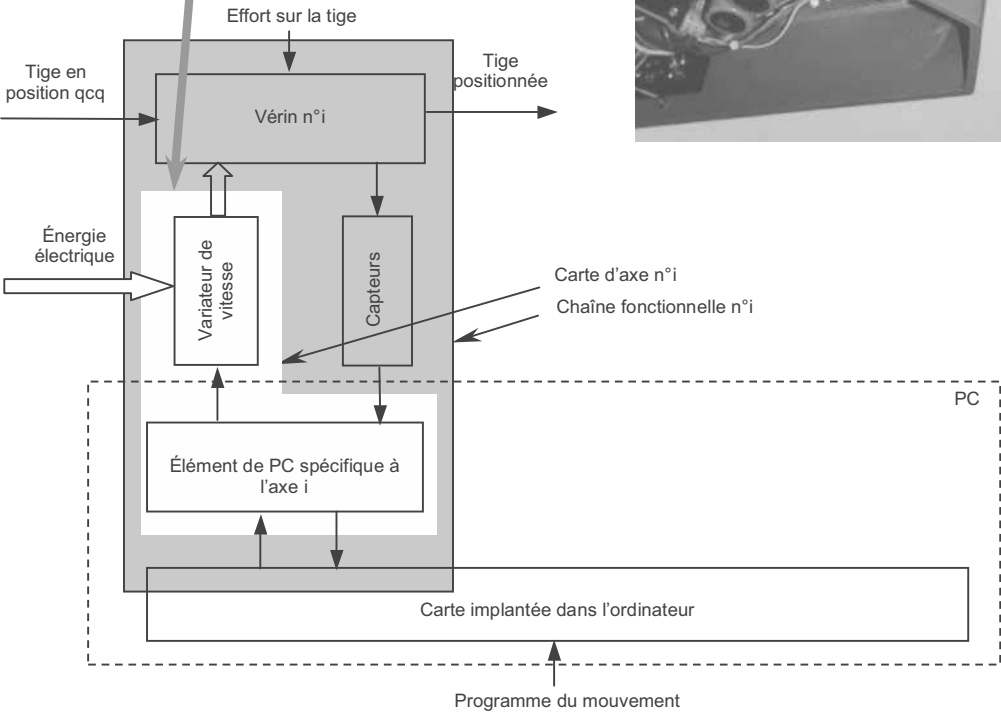 Effort sur la tige
Tige en
position qcq
Tige
positionnée
Vérin n°i
Énergie
électrique
Variateur de
vitesse
Capteurs
Carte d'axe n°i
Chaîne fonctionnelle n°i
PC
Élément de PC spécifique à
l'axe i
Carte implantée dans l'ordinateur
Programme du mouvement